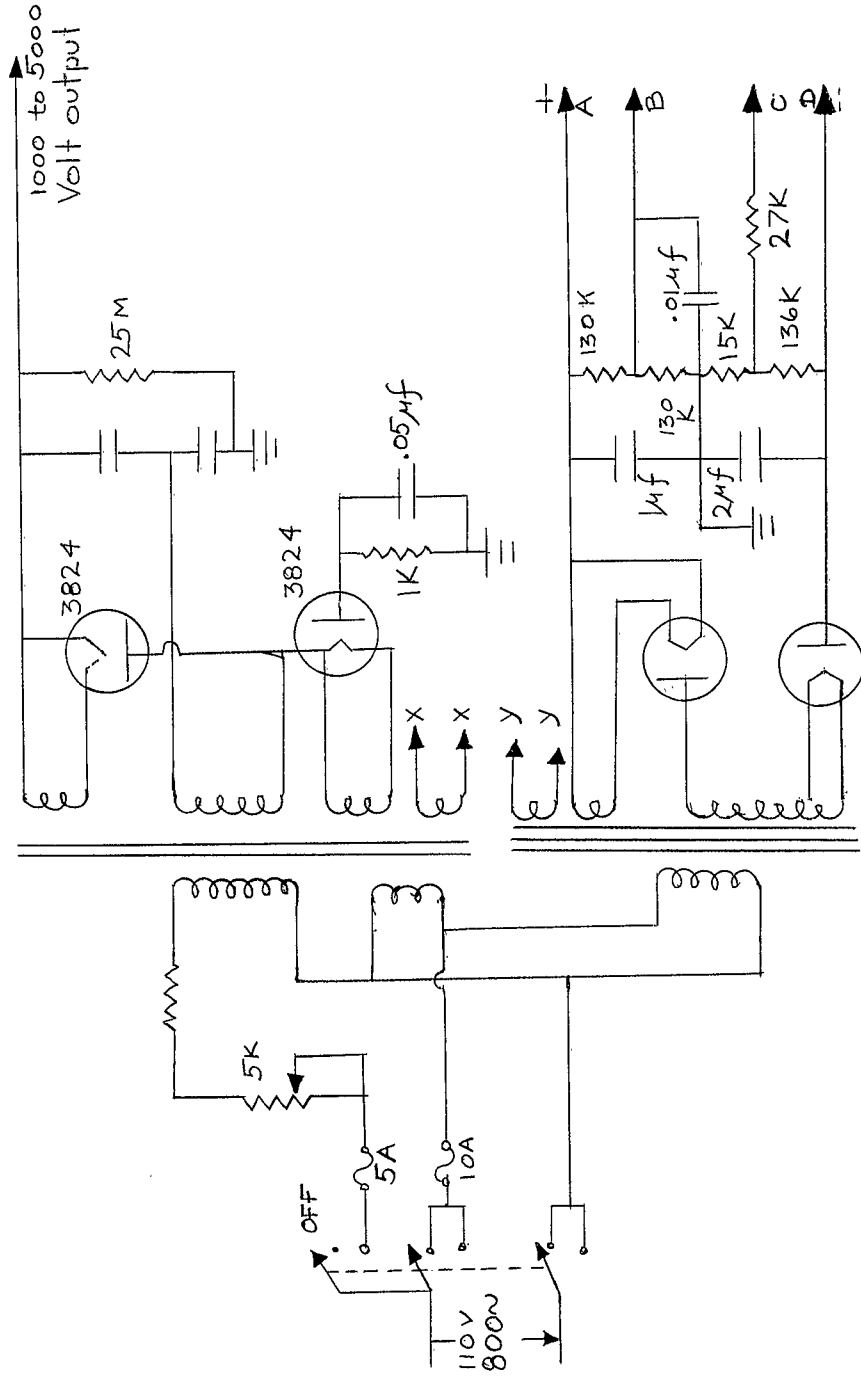 1000 to 5000
Volt output
25M
3824
3824
.05μf
1K
X
X
y
y
+
A
B
C
D
-
130K
.01μf
15K
27K
136K
130
K
1μf
2μf
5K
5A
10A
OFF
110V
800~